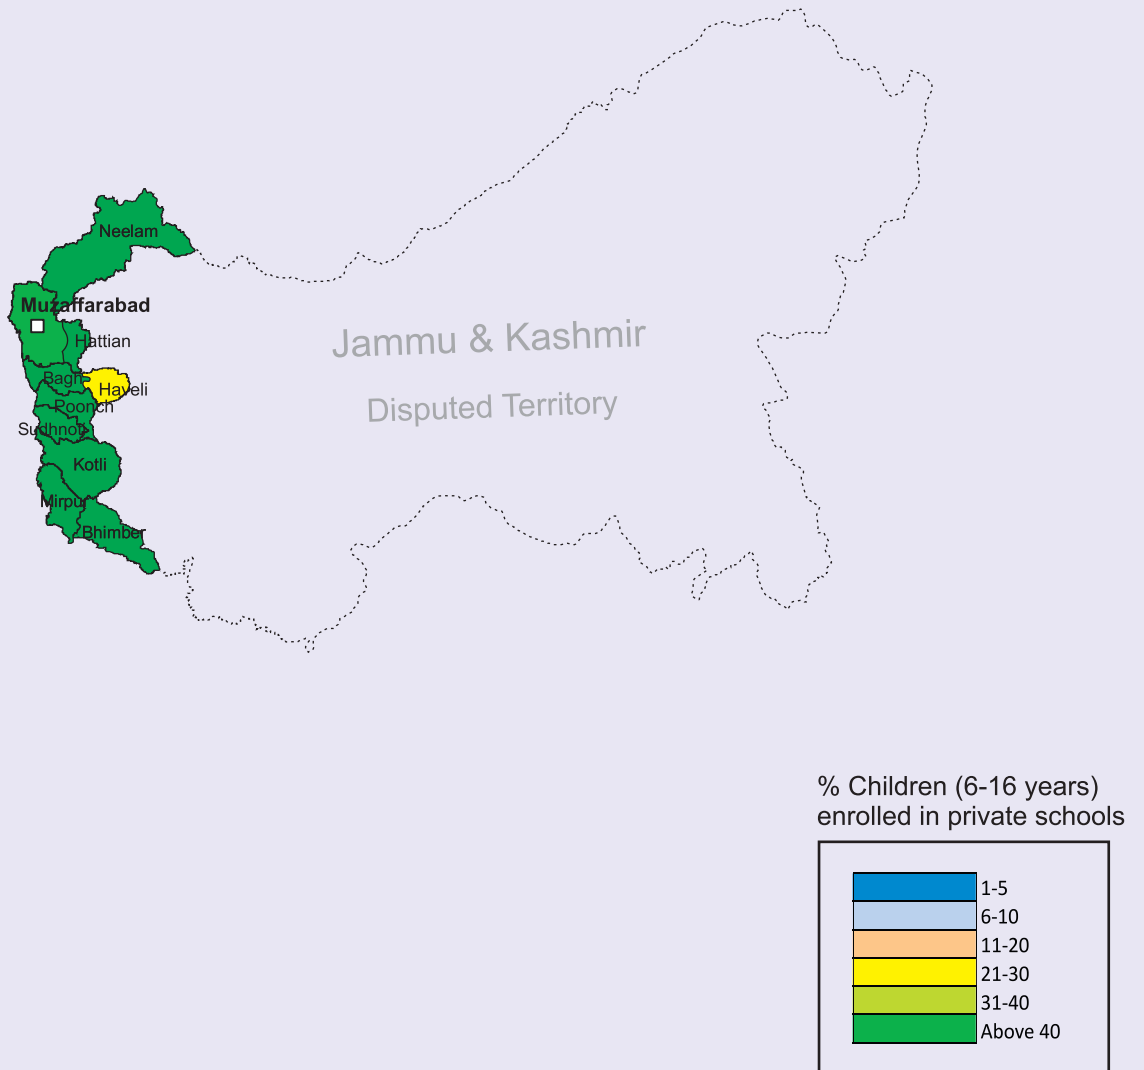 Neelam
Muzaffarabad
Hattian
Jammu & Kashmir
Bagh
Haveli
Poonch
Disputed Territory
Sudhnoti
Kotli
Mirpur
Bhimber
% Children (6-16 years)
enrolled in private schools
1-5
6-10
11-20
21-30
31-40
Above 40